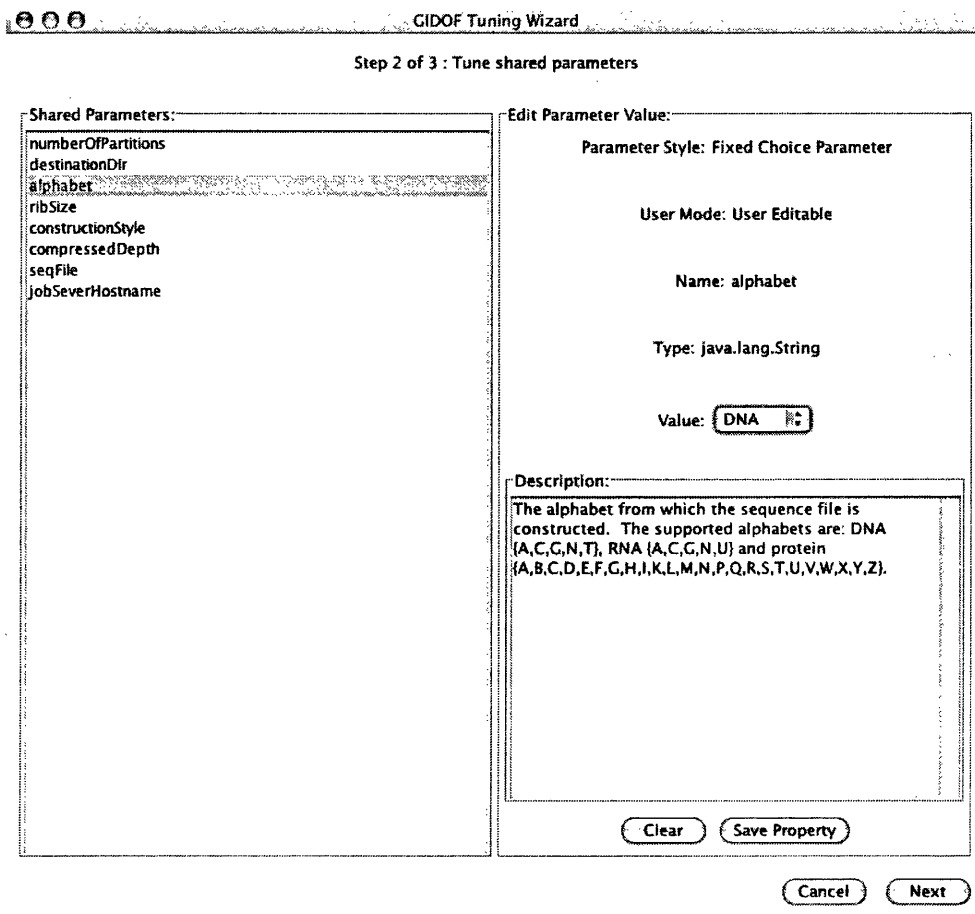 GIDOF Tuning Wizard
Step 2 of 3 : Tune shared parameters
Shared Parameters:
numberOfPartitions
destinationDir
alphabet
ribSize
constructionStyle
compressedDepth
seqFile
jobSeverHostname
Edit Parameter Value:
Parameter Style: Fixed Choice Parameter
User Mode: User Editable
Name: alphabet
Type: java.lang.String
Value: DNA
Description:
The alphabet from which the sequence file is
constructed. The supported alphabets are: DNA
{A,C,G,N,T}, RNA {A,C,G,N,U} and protein
{A,B,C,D,E,F,G,H,I,K,L,M,N,P,Q,R,S,T,U,V,W,X,Y,Z}.
Clear Save Property
Cancel Next